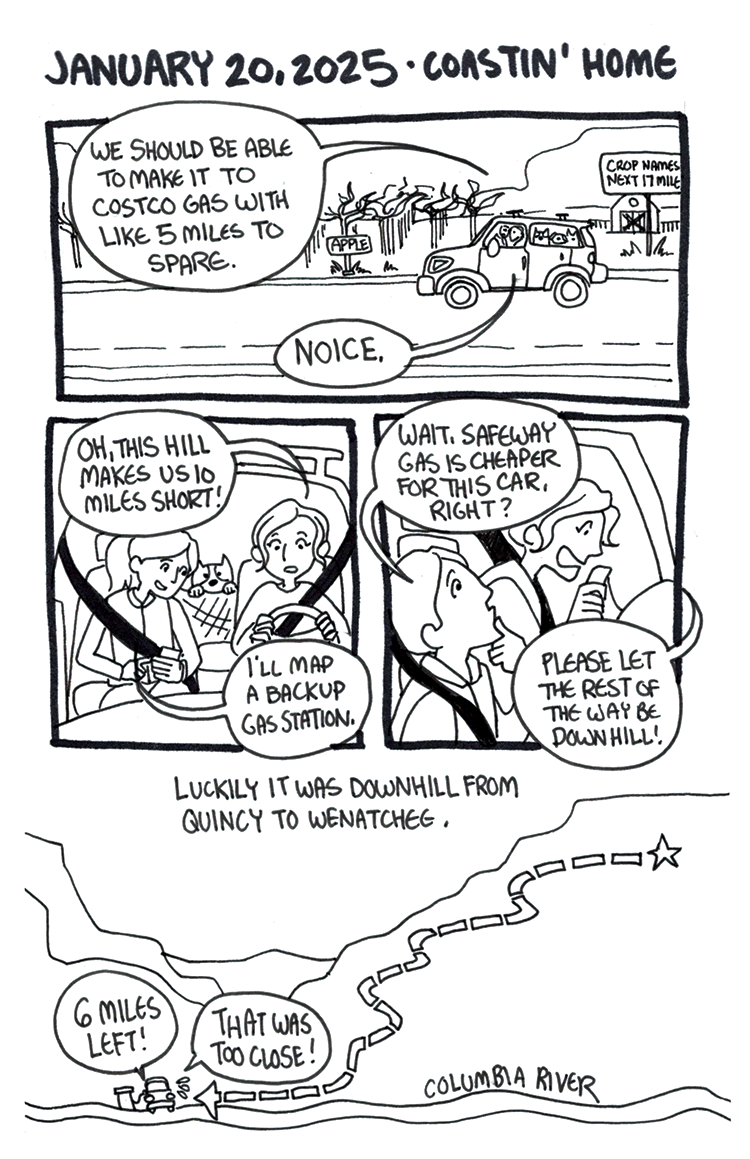 JANUARY 20, 2025 · COASTIN' HOME
WE SHOULD BE ABLE
TO MAKE IT TO
COSTCO GAS WITH
LIKE 5 MILES TO
SPARE.
CROP NAMES
NEXT 17 MILE
APPLE
NOICE.
OH, THIS HILL
MAKES US 10
MILES SHORT!
I'LL MAP
A BACKUP
GAS STATION.
WAIT. SAFEWAY
GAS IS CHEAPER
FOR THIS CAR,
RIGHT?
PLEASE LET
THE REST OF
THE WAY BE
DOWNHILL!
LUCKILY IT WAS DOWNHILL FROM
QUINCY TO WENATCHEE.
6 MILES
LEFT!
THAT WAS
TOO CLOSE!
COLUMBIA RIVER